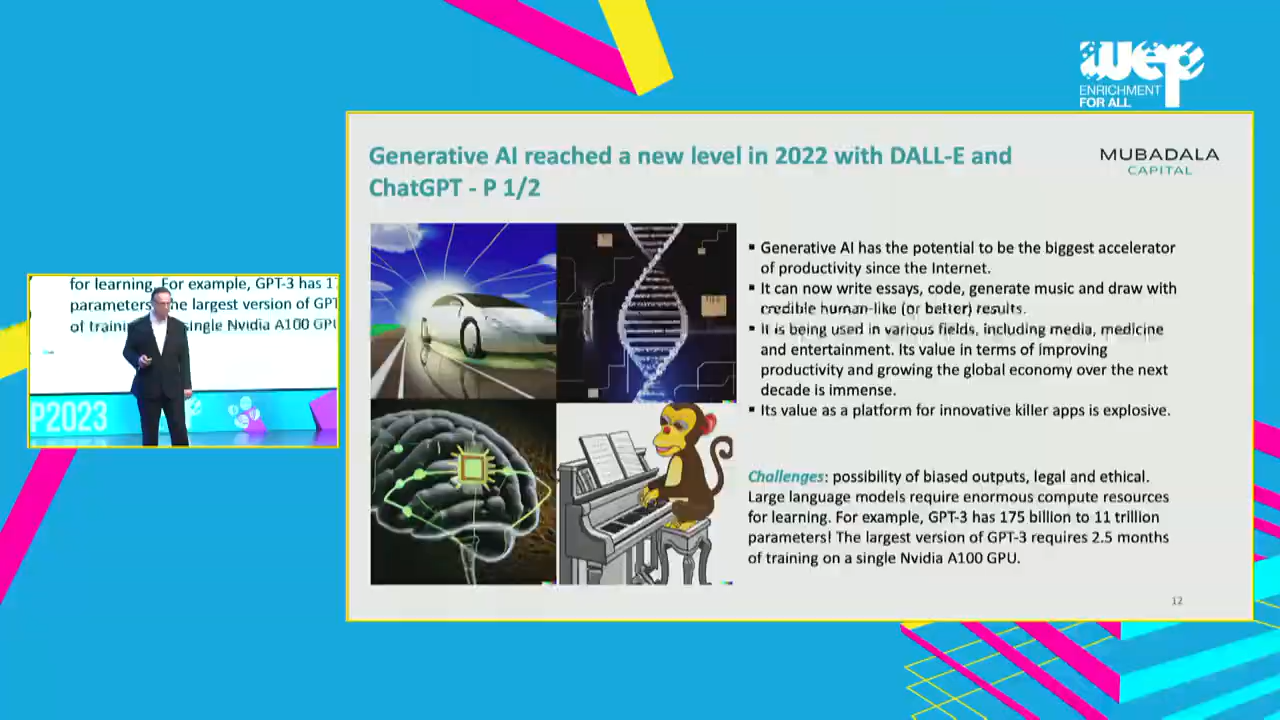 iwep
ENRICHMENT
FOR ALL
Generative AI reached a new level in 2022 with DALL-E and
ChatGPT - P 1/2
MUBADALA
CAPITAL
▪ Generative AI has the potential to be the biggest accelerator
of productivity since the Internet.
▪ It can now write essays, code, generate music and draw with
credible human-like (or better) results.
▪ It is being used in various fields, including media, medicine
and entertainment. Its value in terms of improving
productivity and growing the global economy over the next
decade is immense.
▪ Its value as a platform for innovative killer apps is explosive.
Challenges: possibility of biased outputs, legal and ethical.
Large language models require enormous compute resources
for learning. For example, GPT-3 has 175 billion to 11 trillion
parameters! The largest version of GPT-3 requires 2.5 months
of training on a single Nvidia A100 GPU.
12
for learning. For example, GPT-3 has 17
parameters The largest version of GPT
of train single Nvidia A100 GPU
P2023